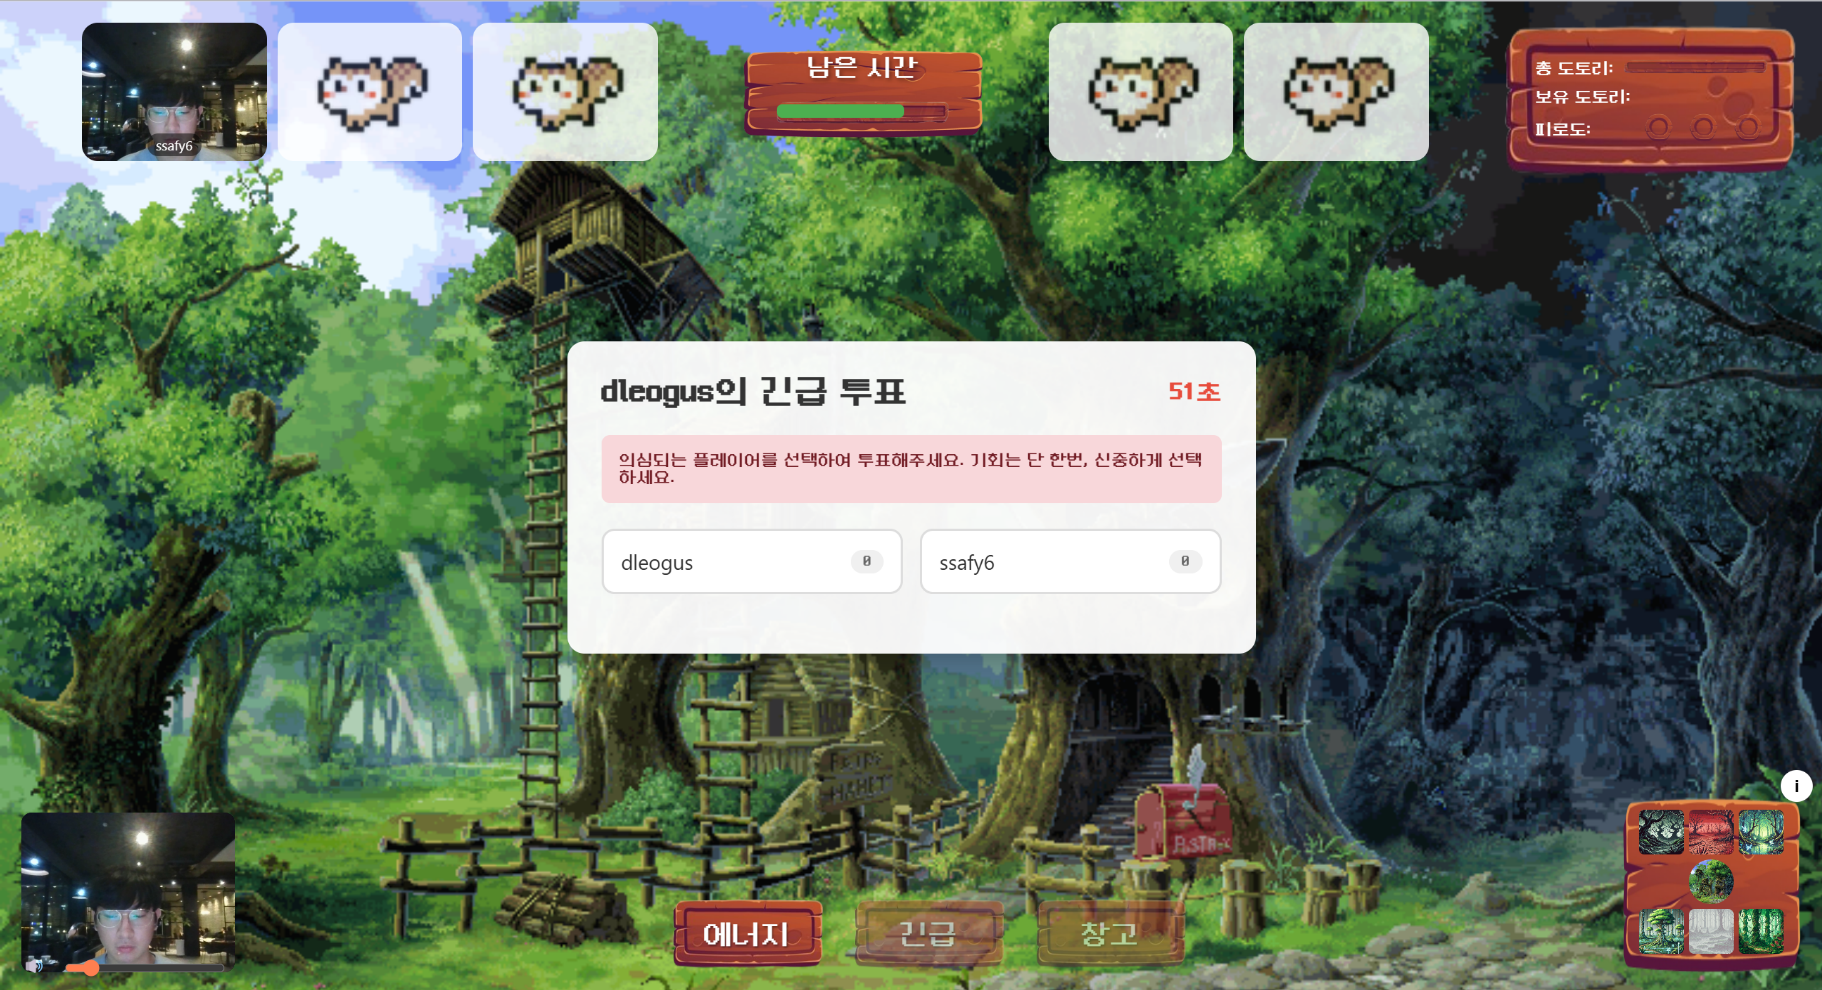 ssafy6
남은 시간
총 도토리:
보유 도토리:
피로도:
dleogus의 긴급 투표
51초
의심되는 플레이어를 선택하여 투표해주세요. 기회는 단 한번, 신중하게 선택
하세요.
dleogus 0
ssafy6 0
i
에너지
긴급
창고